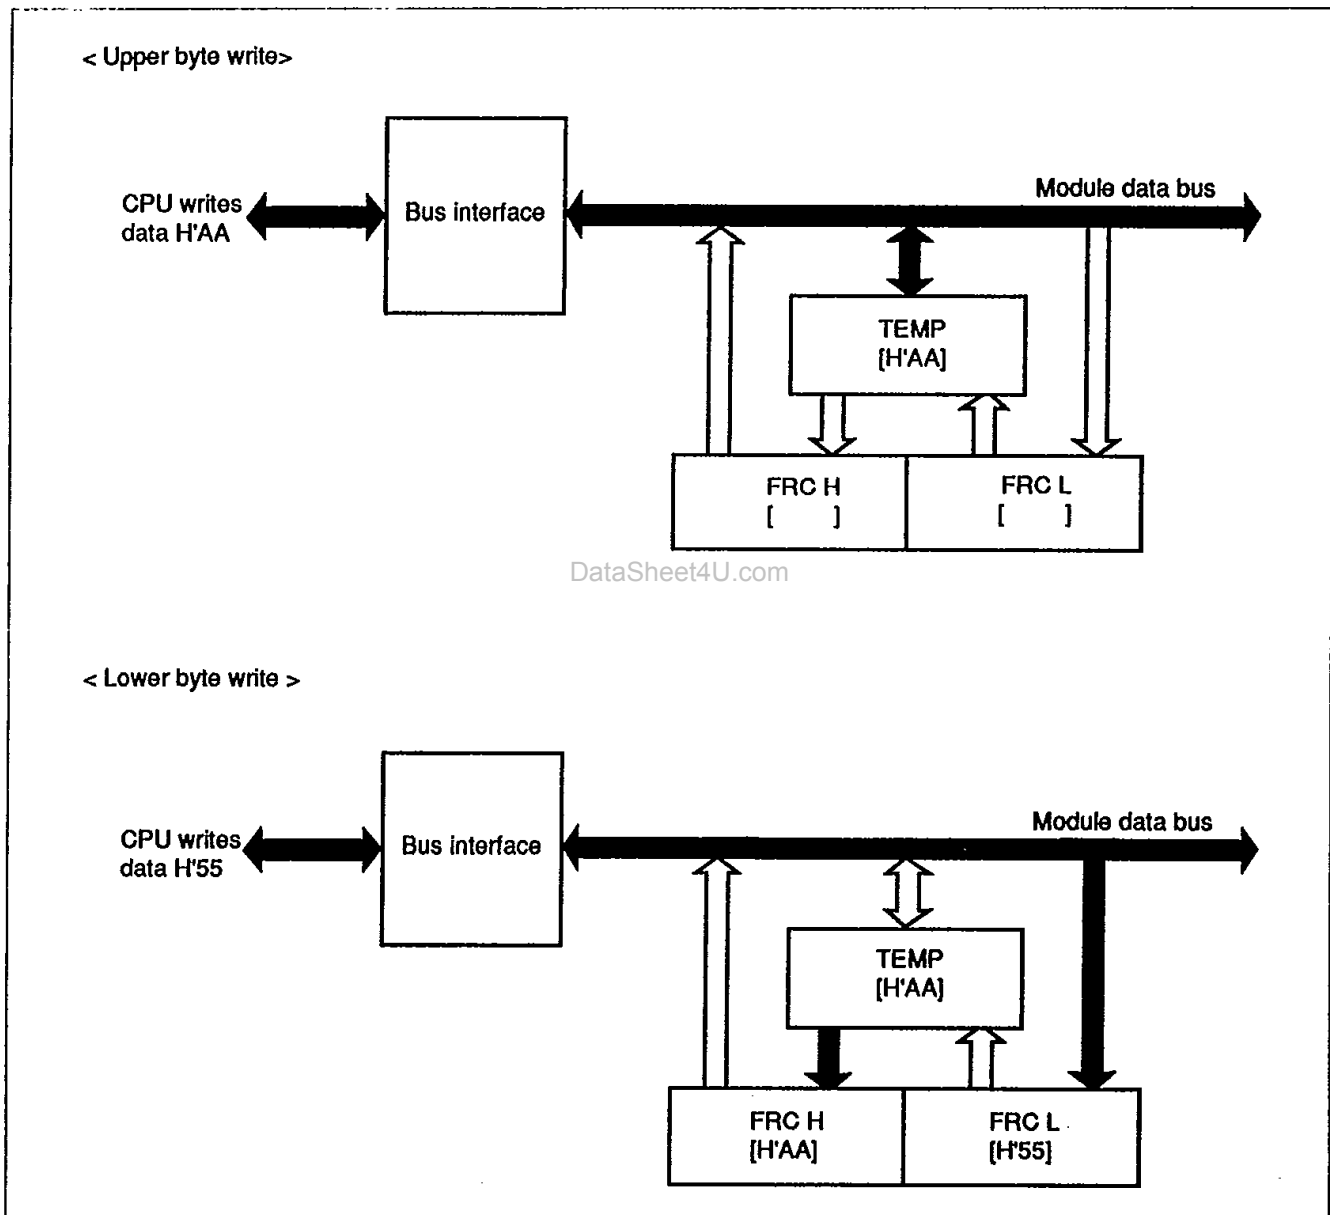 < Upper byte write>
CPU writes
data H'AA
Bus interface
Module data bus
TEMP
[H'AA]
FRC H
[ ]
FRC L
[ ]
DataSheet4U.com
< Lower byte write >
CPU writes
data H'55
Bus interface
Module data bus
TEMP
[H'AA]
FRC H
[H'AA]
FRC L
[H'55]